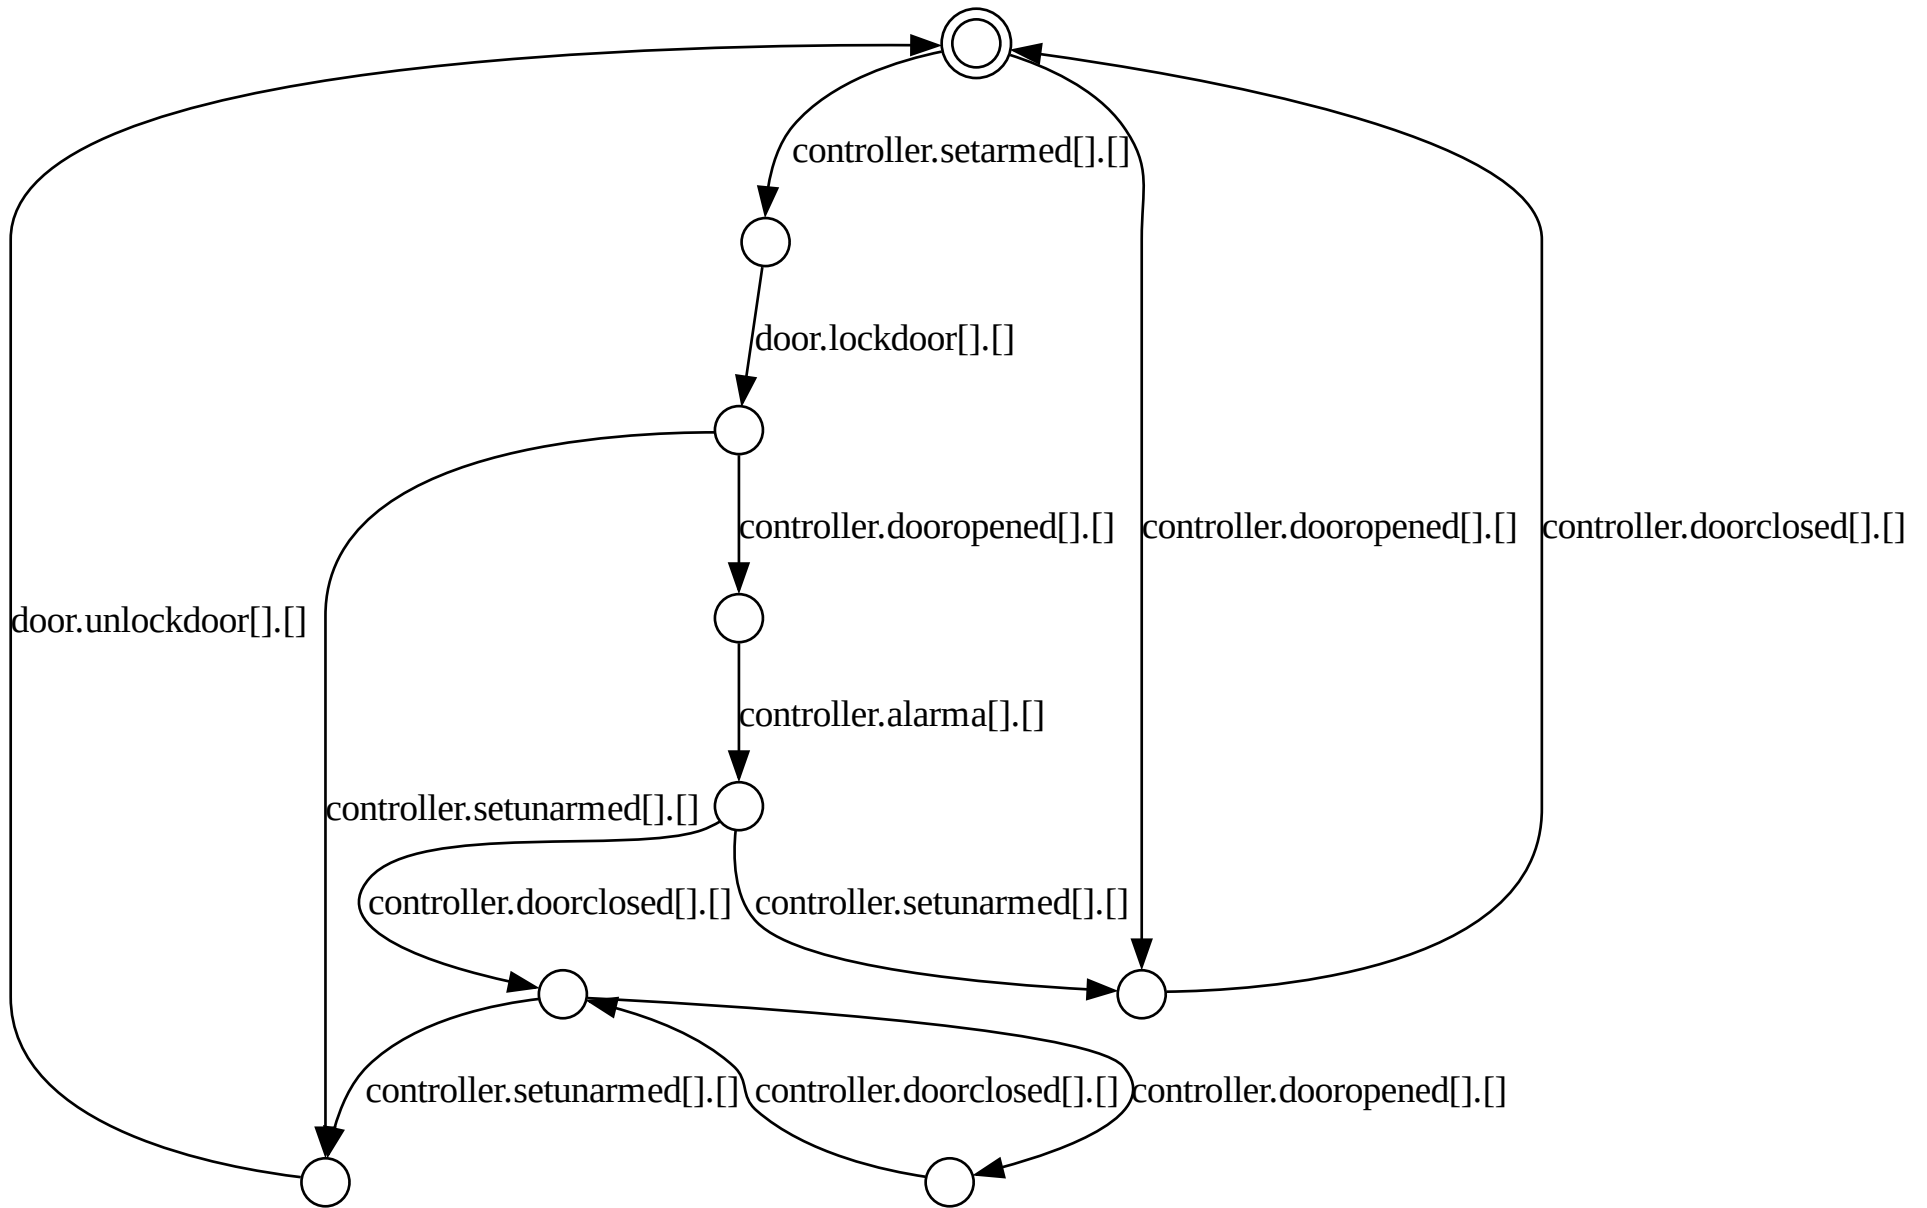 controller.setarmed[].[]
door.lockdoor[].[]
controller.dooropened[].[]
controller.dooropened[].[]
controller.doorclosed[].[]
door.unlockdoor[].[]
controller.alarma[].[]
controller.setunarmed[].[]
controller.doorclosed[].[]
controller.setunarmed[].[]
controller.setunarmed[].[]
controller.doorclosed[].[]
controller.dooropened[].[]